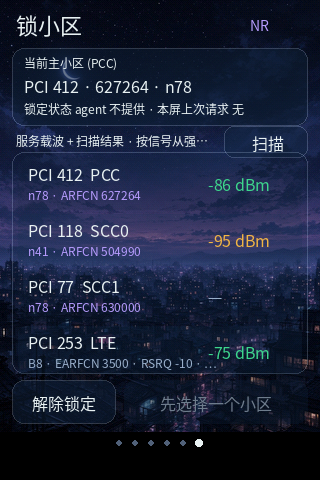 锁小区
NR
当前主小区 (PCC)
PCI 412 · 627264 · n78
锁定状态 agent 不提供 · 本屏上次请求 无
服务载波 + 扫描结果 · 按信号从强…
扫描
PCI 412 PCC
-86 dBm
n78 · ARFCN 627264
PCI 118 SCC0
-95 dBm
n41 · ARFCN 504990
PCI 77 SCC1
—
n78 · ARFCN 630000
PCI 253 LTE
-75 dBm
B8 · EARFCN 3500 · RSRQ -10 · …
解除锁定
先选择一个小区